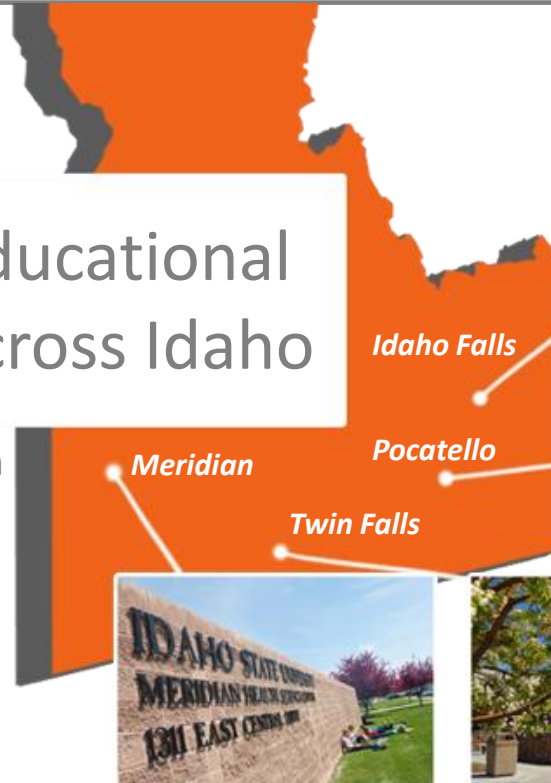 ducational
cross Idaho
Idaho Falls
Pocatello
Meridian
Twin Falls
IDAHO STATE UNIVERSITY
MERIDIAN HEALTH SCIENCE CENTER
1311 EAST CENTRAL DRIVE